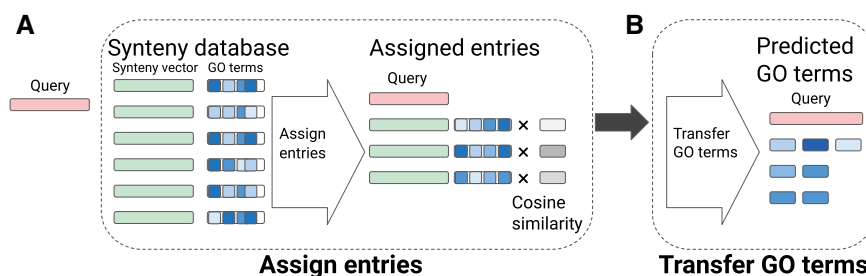 A
B
Query
Synteny database
Synteny vector GO terms
Assign
entries
Assigned entries
Query
×
×
×
Cosine
similarity
Assign entries
Transfer
GO terms
Predicted
GO terms
Query
Transfer GO terms